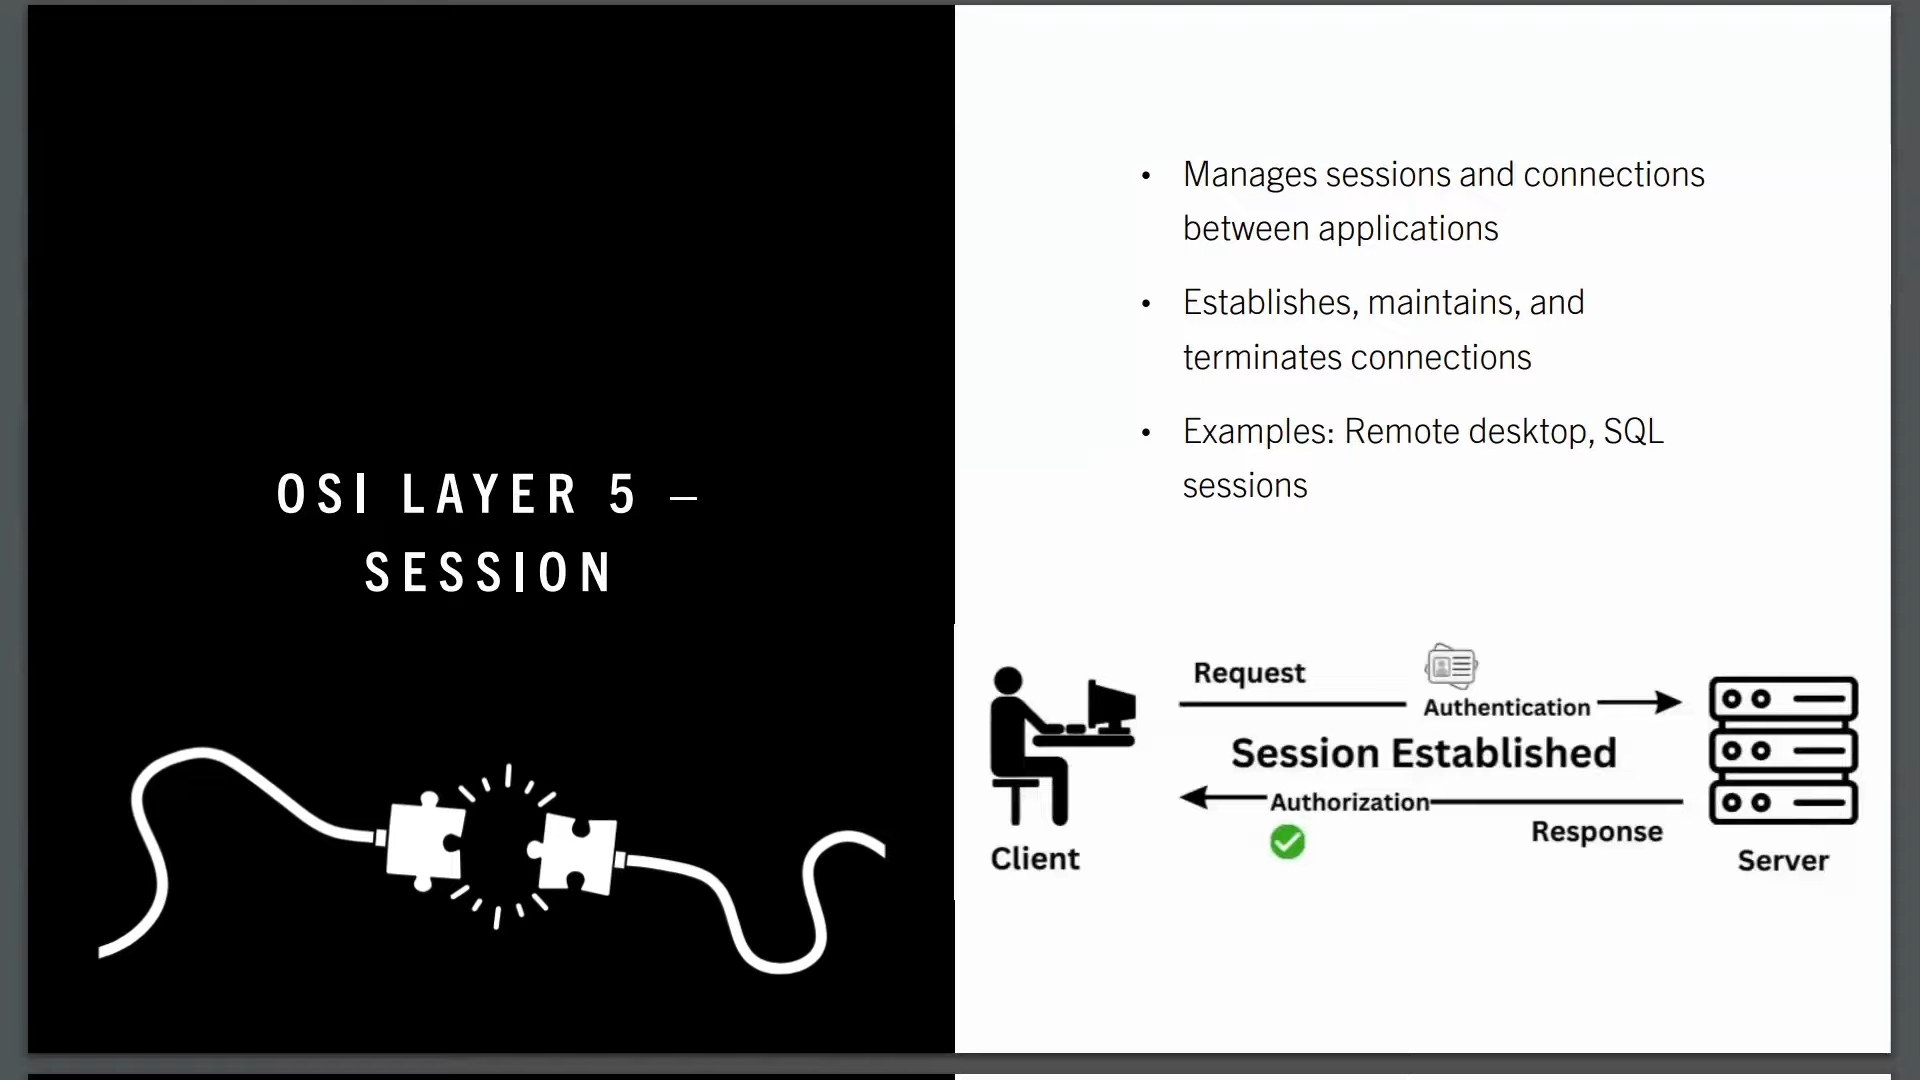 OSI LAYER 5 –
SESSION
• Manages sessions and connections
between applications
• Establishes, maintains, and
terminates connections
• Examples: Remote desktop, SQL
sessions
Request
Authentication
Session Established
Authorization
Response
Client
Server